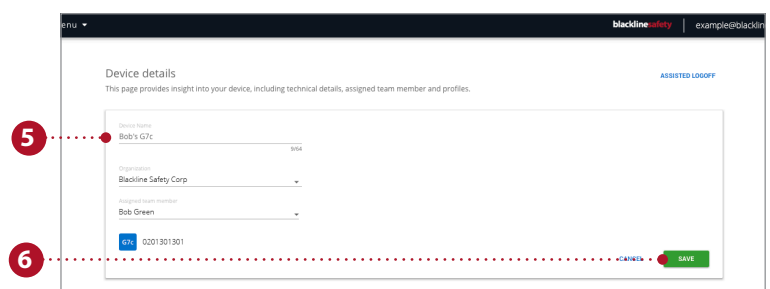 enu
blacklinesafety
example@blacklin
Device details
ASSISTED LOGOFF
This page provides insight into your device, including technical details, assigned team member and profiles.
Device Name
5
Bob's G7c
9/64
Organization
Blackline Safety Corp
Assigned team member
Bob Green
G7c 0201301301
6
CANCEL
SAVE